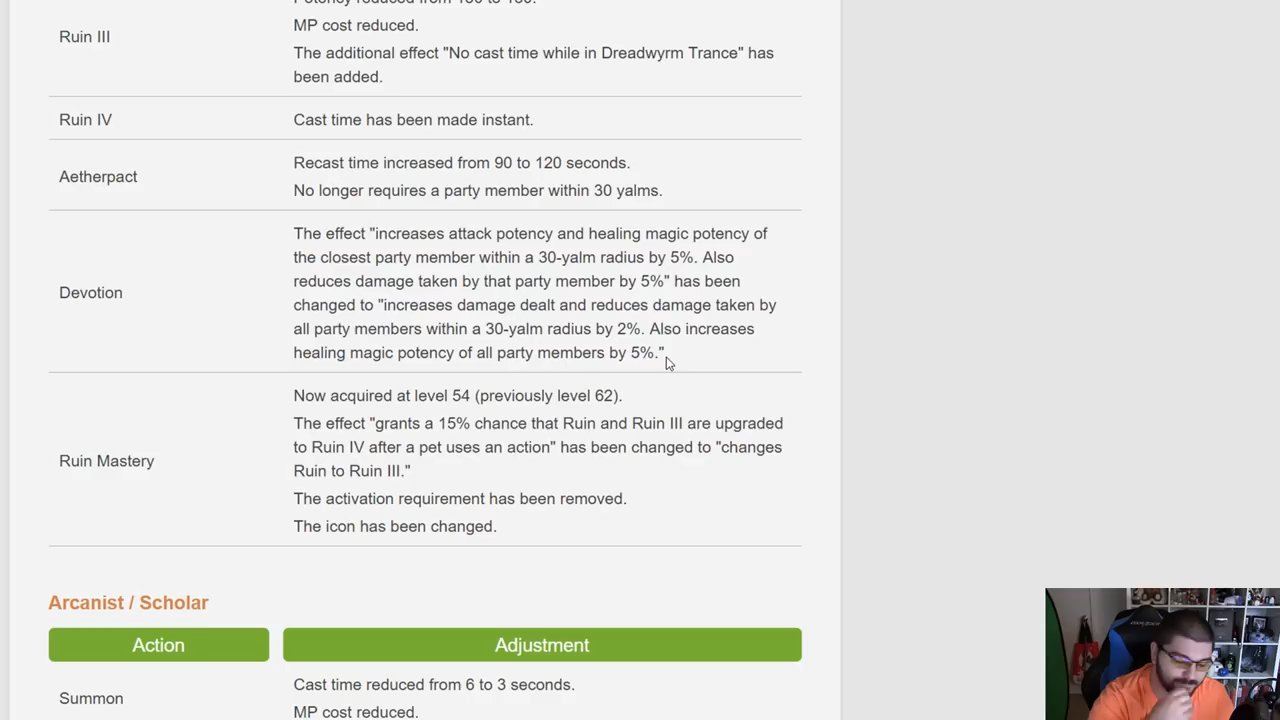 Potency reduced from 150 to 130.
MP cost reduced.
Ruin III
The additional effect "No cast time while in Dreadwyrm Trance" has
been added.
Ruin IV
Cast time has been made instant.
Aetherpact
Recast time increased from 90 to 120 seconds.
No longer requires a party member within 30 yalms.
Devotion
The effect "increases attack potency and healing magic potency of
the closest party member within a 30-yalm radius by 5%. Also
reduces damage taken by that party member by 5%" has been
changed to "increases damage dealt and reduces damage taken by
all party members within a 30-yalm radius by 2%. Also increases
healing magic potency of all party members by 5%."
Ruin Mastery
Now acquired at level 54 (previously level 62).
The effect "grants a 15% chance that Ruin and Ruin III are upgraded
to Ruin IV after a pet uses an action" has been changed to "changes
Ruin to Ruin III."
The activation requirement has been removed.
The icon has been changed.
Arcanist / Scholar
Action
Adjustment
Summon
Cast time reduced from 6 to 3 seconds.
MP cost reduced.